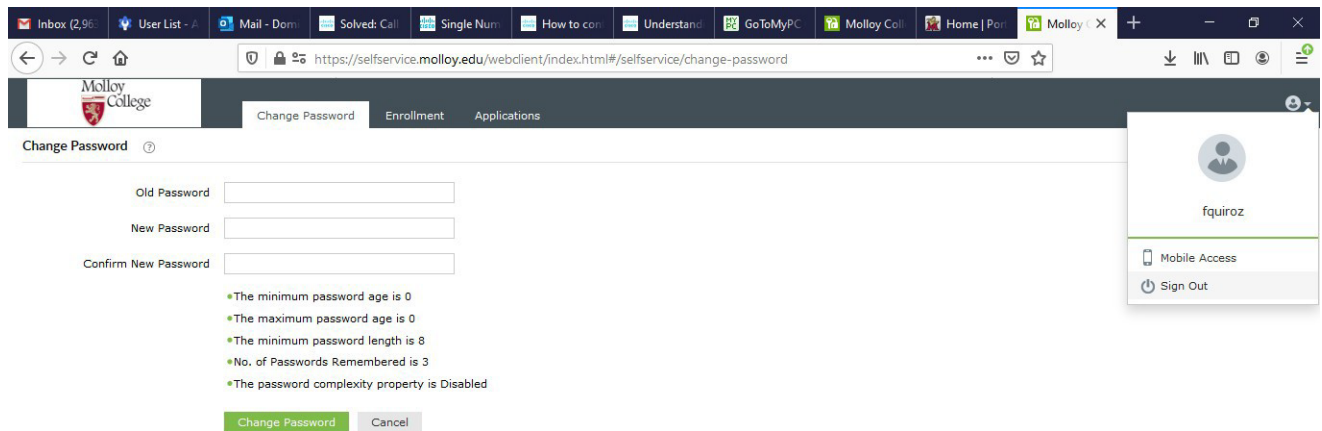 Inbox (2,963 User List - A Mail - Dom Solved: Call Single Num How to con Understand GoToMyPC Molloy Coll Home | Port Molloy C
https://selfservice.molloy.edu/webclient/index.html#/selfservice/change-password
Molloy
College
Change Password Enrollment Applications
Change Password ?
Old Password
New Password
Confirm New Password
•The minimum password age is 0
•The maximum password age is 0
•The minimum password length is 8
•No. of Passwords Remembered is 3
•The password complexity property is Disabled
Change Password Cancel
fquiroz
Mobile Access
Sign Out